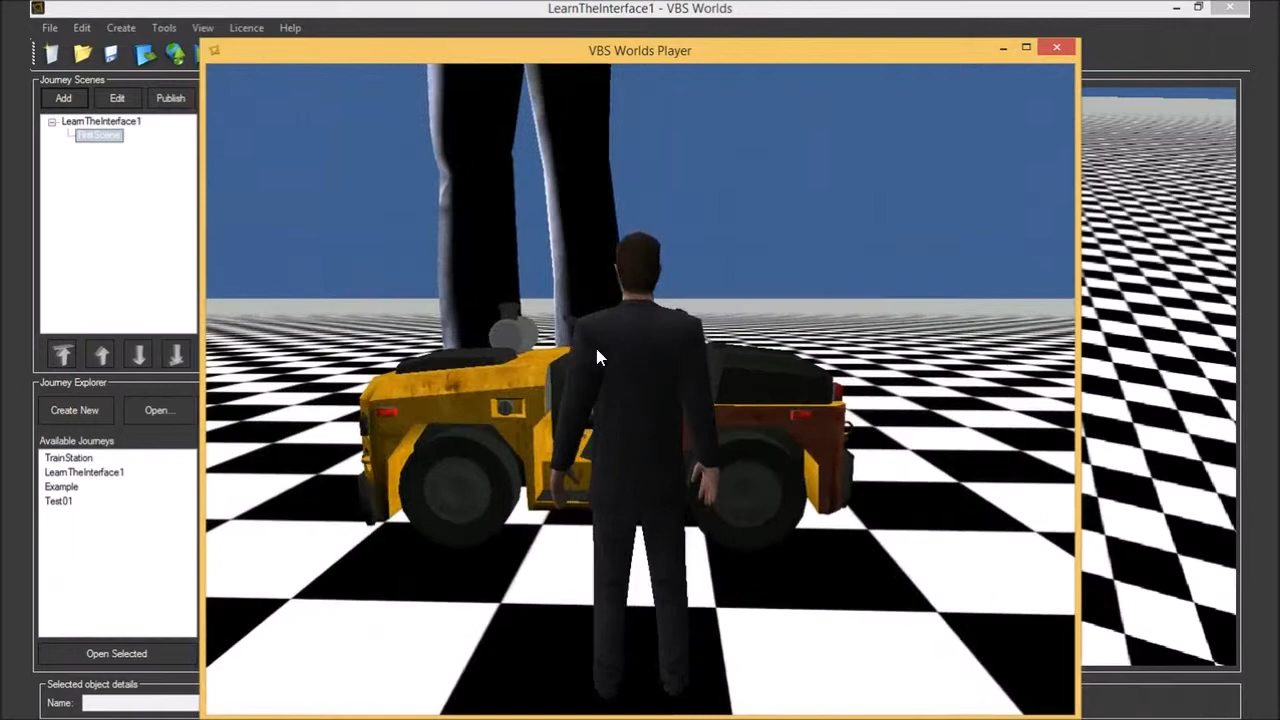 LearnTheInterface1 - VBS Worlds
File Edit Create Tools View Licence Help
VBS Worlds Player
Journey Scenes
Add Edit Publish
LearnTheInterface1
Journey Explorer
Create New Open...
Available Journeys
TrainStation
LearnTheInterface1
Example
Test01
Open Selected
Selected object details
Name: